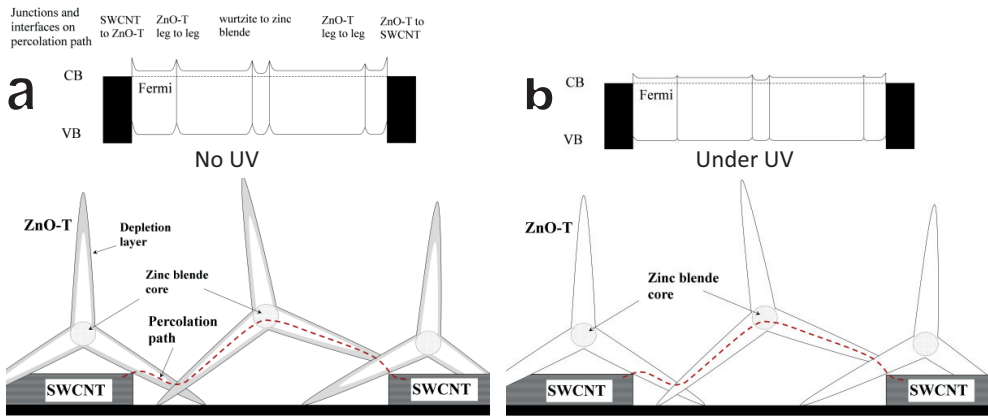 Junctions and
interfaces on
percolation path
SWCNT
to ZnO-T
ZnO-T
leg to leg
wurtzite to zinc
blende
ZnO-T
leg to leg
ZnO-T to
SWCNT
a
CB
Fermi
VB
No UV
ZnO-T
Depletion
layer
Zinc blende
core
Percolation
path
SWCNT
SWCNT
b
CB
Fermi
VB
Under UV
ZnO-T
Zinc blende
core
SWCNT
SWCNT